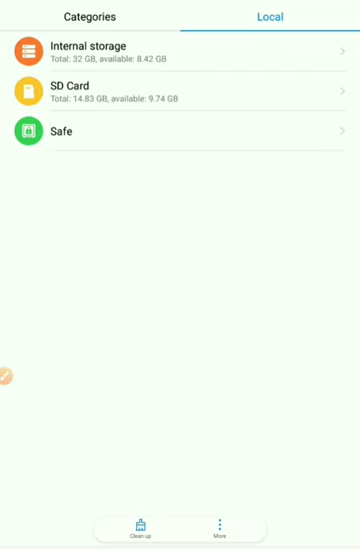 Categories
Local
Internal storage
Total: 32 GB, available: 8.42 GB
SD Card
Total: 14.83 GB, available: 9.74 GB
Safe
Clean up
More